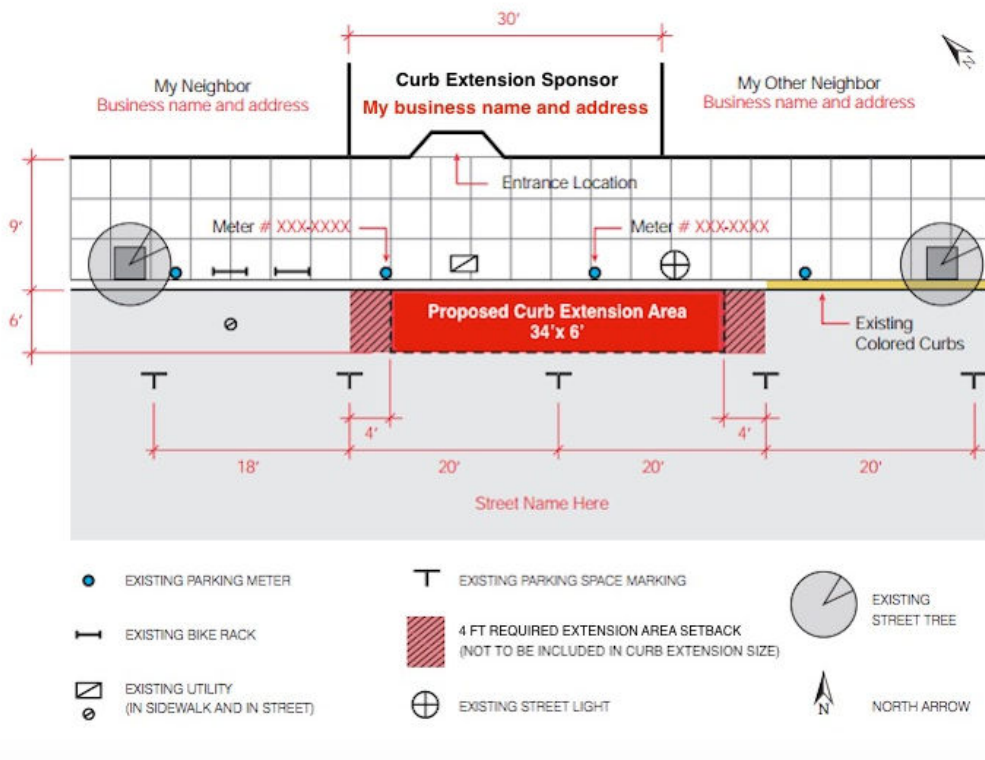 30'
N
My Neighbor
Business name and address
Curb Extension Sponsor
My business name and address
My Other Neighbor
Business name and address
Entrance Location
9'
Meter # XXX-XXXX
Meter # XXX-XXXX
6'
Proposed Curb Extension Area
34'x 6'
Existing
Colored Curbs
4'
4'
18'
20'
20'
20'
Street Name Here
EXISTING PARKING METER
EXISTING PARKING SPACE MARKING
EXISTING
STREET TREE
EXISTING BIKE RACK
4 FT REQUIRED EXTENSION AREA SETBACK
(NOT TO BE INCLUDED IN CURB EXTENSION SIZE)
EXISTING UTILITY
(IN SIDEWALK AND IN STREET)
EXISTING STREET LIGHT
N
NORTH ARROW